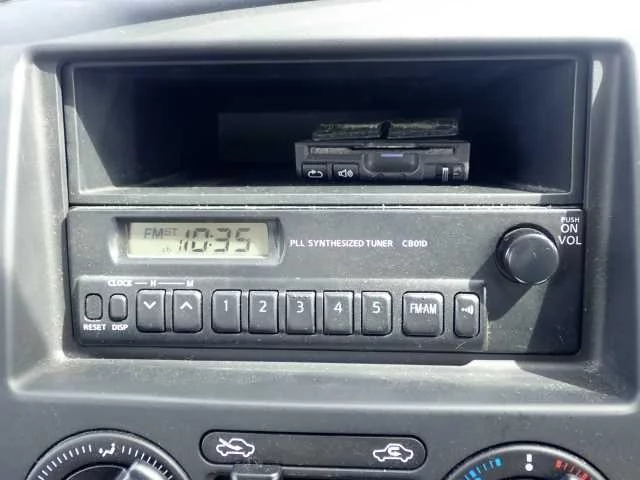 FM ST
10:35
PLL SYNTHESIZED TUNER CB01D
PUSH
ON
VOL
CLOCK H M
RESET DISP
1 2 3 4 5 FM·AM